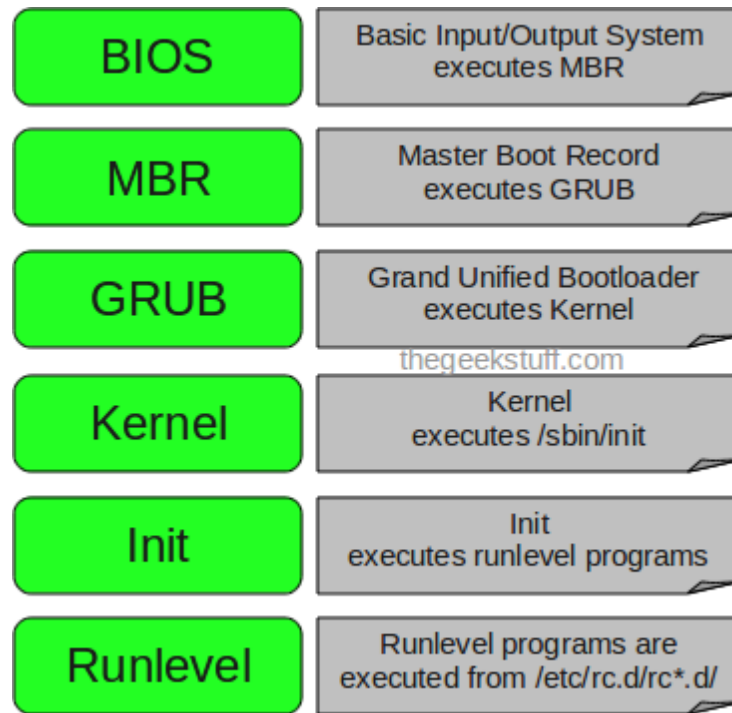 BIOS
Basic Input/Output System
executes MBR
MBR
Master Boot Record
executes GRUB
GRUB
Grand Unified Bootloader
executes Kernel
thegeekstuff.com
Kernel
Kernel
executes /sbin/init
Init
Init
executes runlevel programs
Runlevel
Runlevel programs are
executed from /etc/rc.d/rc*.d/